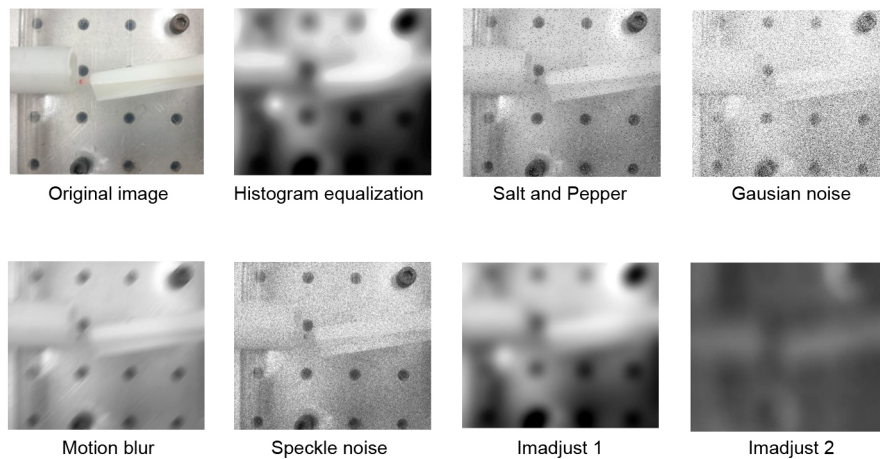 Original image
Histogram equalization
Salt and Pepper
Gausian noise
Motion blur
Speckle noise
Imadjust 1
Imadjust 2